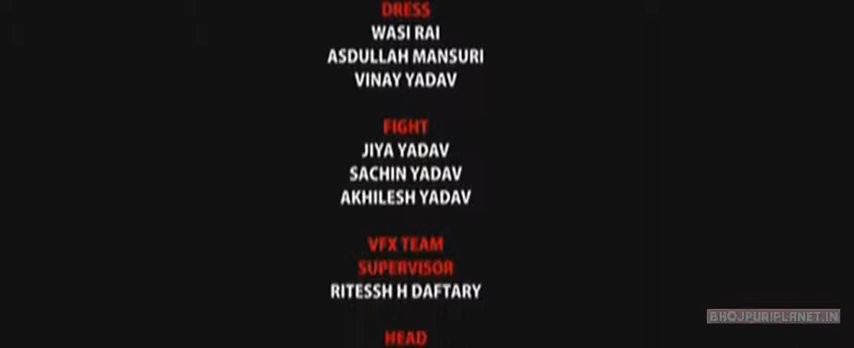 DRESS
WASI RAI
ASDULLAH MANSURI
VINAY YADAV
FIGHT
JIYA YADAV
SACHIN YADAV
AKHILESH YADAV
VFX TEAM
SUPERVISOR
RITESSH H DAFTARY
BHOJPURIPLANET.IN
HEAD